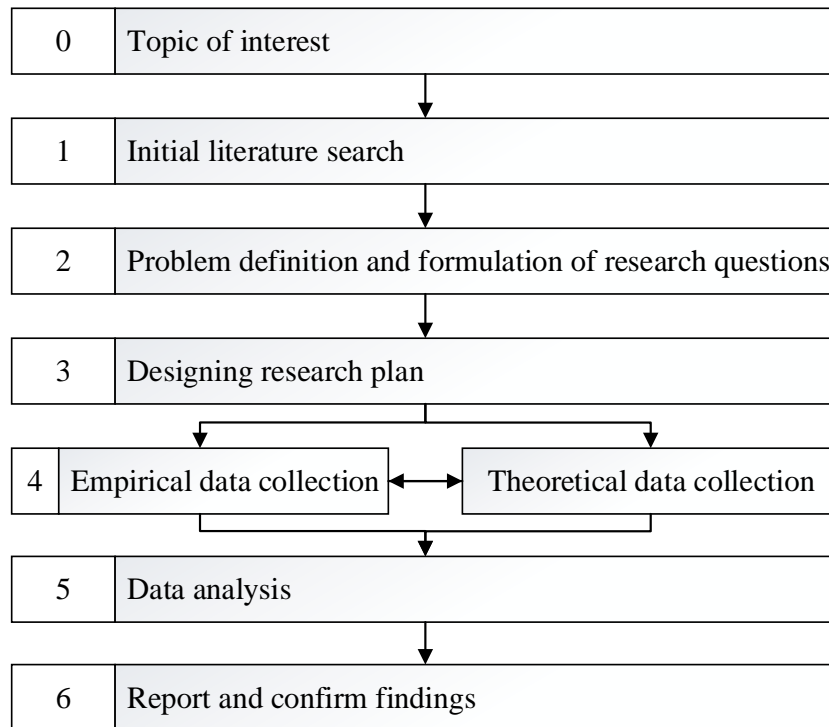 0 Topic of interest
1 Initial literature search
2 Problem definition and formulation of research questions
3 Designing research plan
4 Empirical data collection Theoretical data collection
5 Data analysis
6 Report and confirm findings